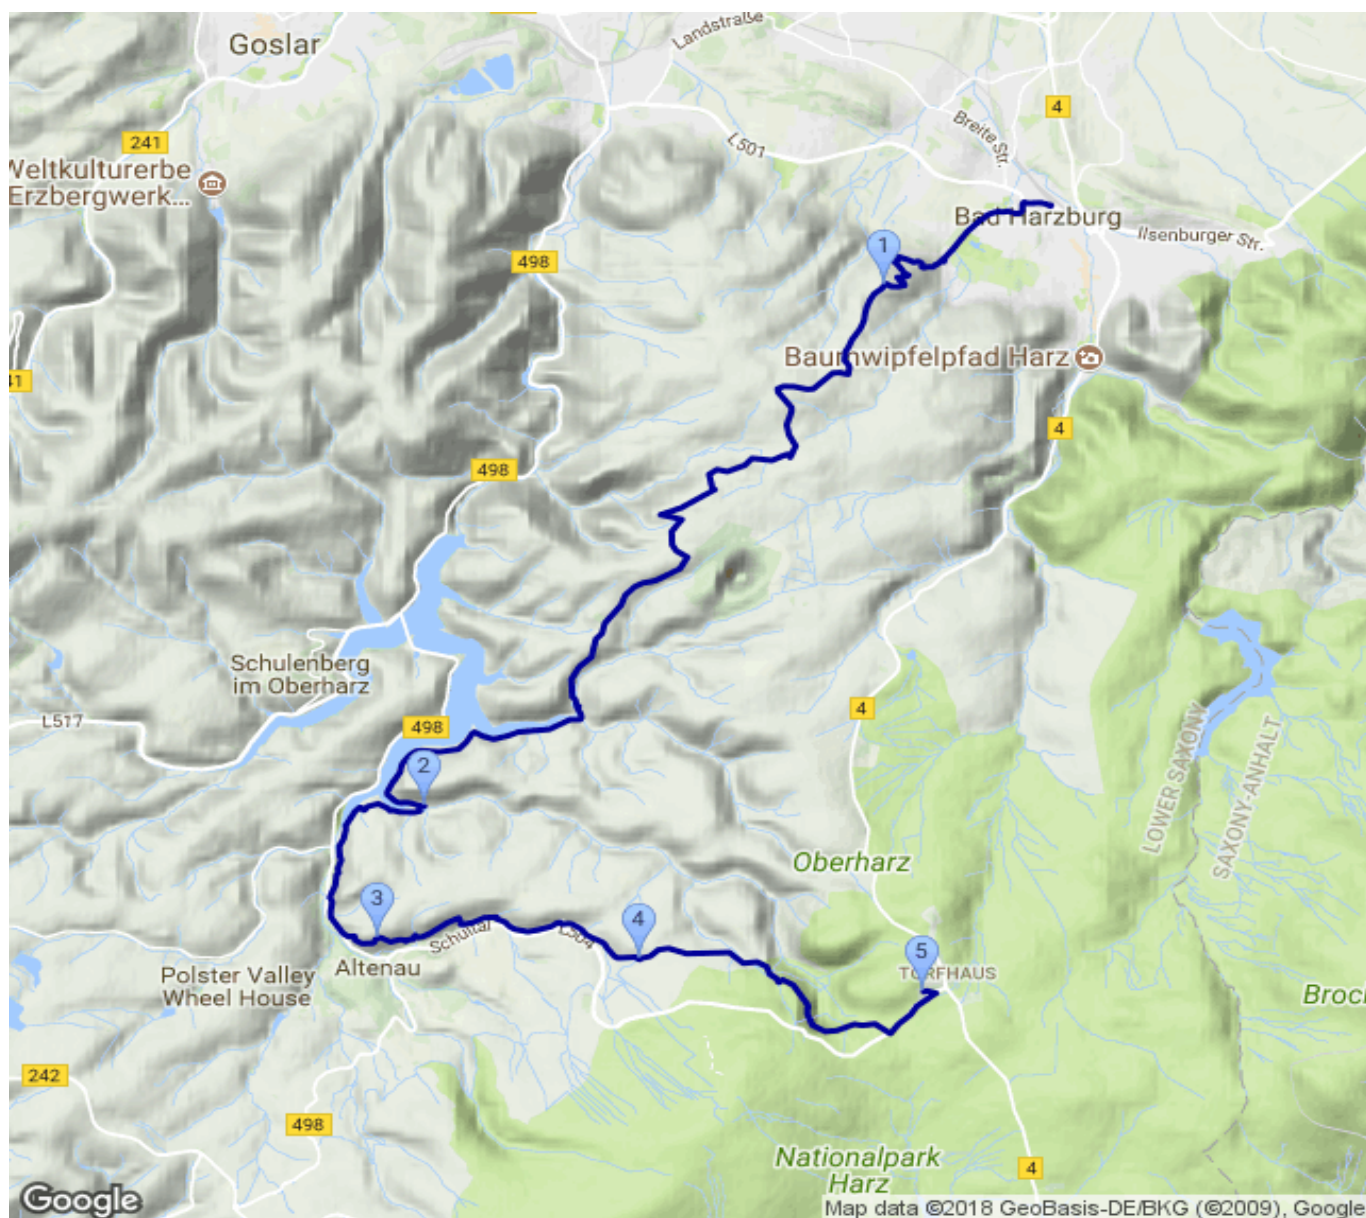 Goslar
Landstraße
4
241
Breite Str.
L501
Weltkulturerbe
Erzbergwerk...
Bad Harzburg
Ilsenburger Str.
1
498
Baumwipfelpfad Harz
41
4
498
Schulenberg
im Oberharz
L517
498
4
LOWER SAXONY
SAXONY-ANHALT
2
Oberharz
3
4
Schultal
L504
5
TORFHAUS
Altenau
Polster Valley
Wheel House
Broc
242
498
Nationalpark
Harz
4
Google
Map data ©2018 GeoBasis-DE/BKG (©2009), Google